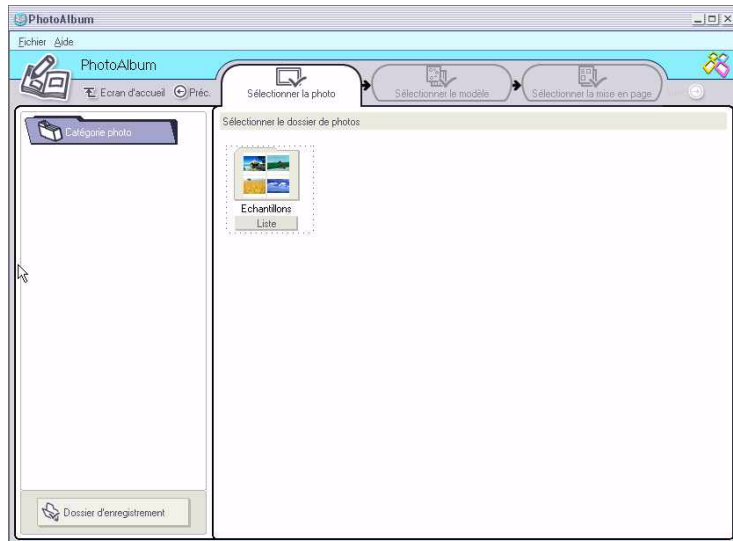 PhotoAlbum
Fichier Aide
PhotoAlbum
Ecran d'accueil Préc.
Sélectionner la photo
Sélectionner le modèle
Sélectionner la mise en page
Catégorie photo
Sélectionner le dossier de photos
Echantillons
Liste
Dossier d'enregistrement